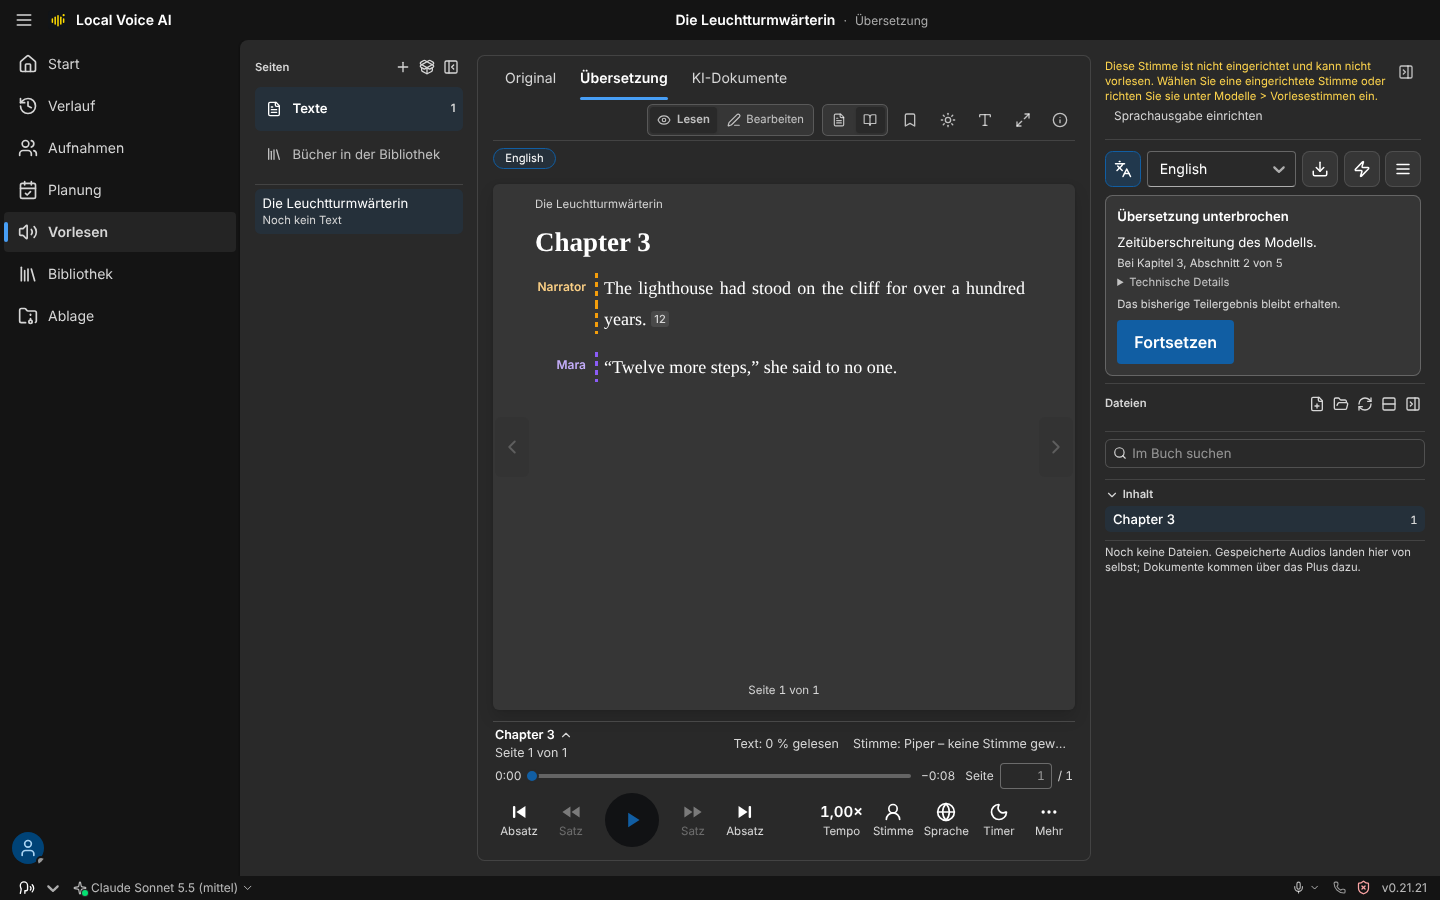 Local Voice AI
Die Leuchtturmwärterin · Übersetzung
Start
Verlauf
Aufnahmen
Planung
Vorlesen
Bibliothek
Ablage
Seiten
Texte 1
Bücher in der Bibliothek
Die Leuchtturmwärterin
Noch kein Text
Original Übersetzung KI-Dokumente
Lesen Bearbeiten
English
Die Leuchtturmwärterin
Chapter 3
Narrator The lighthouse had stood on the cliff for over a hundred
years. 12
Mara “Twelve more steps,” she said to no one.
Seite 1 von 1
Chapter 3
Seite 1 von 1
Text: 0 % gelesen Stimme: Piper – keine Stimme gew…
0:00 −0:08 Seite 1 / 1
Absatz Satz Satz Absatz
1,00×
Tempo Stimme Sprache Timer Mehr
Diese Stimme ist nicht eingerichtet und kann nicht
vorlesen. Wählen Sie eine eingerichtete Stimme oder
richten Sie sie unter Modelle > Vorlesestimmen ein.
Sprachausgabe einrichten
English
Übersetzung unterbrochen
Zeitüberschreitung des Modells.
Bei Kapitel 3, Abschnitt 2 von 5
Technische Details
Das bisherige Teilergebnis bleibt erhalten.
Fortsetzen
Dateien
Im Buch suchen
Inhalt
Chapter 3 1
Noch keine Dateien. Gespeicherte Audios landen hier von
selbst; Dokumente kommen über das Plus dazu.
Claude Sonnet 5.5 (mittel)
v0.21.21